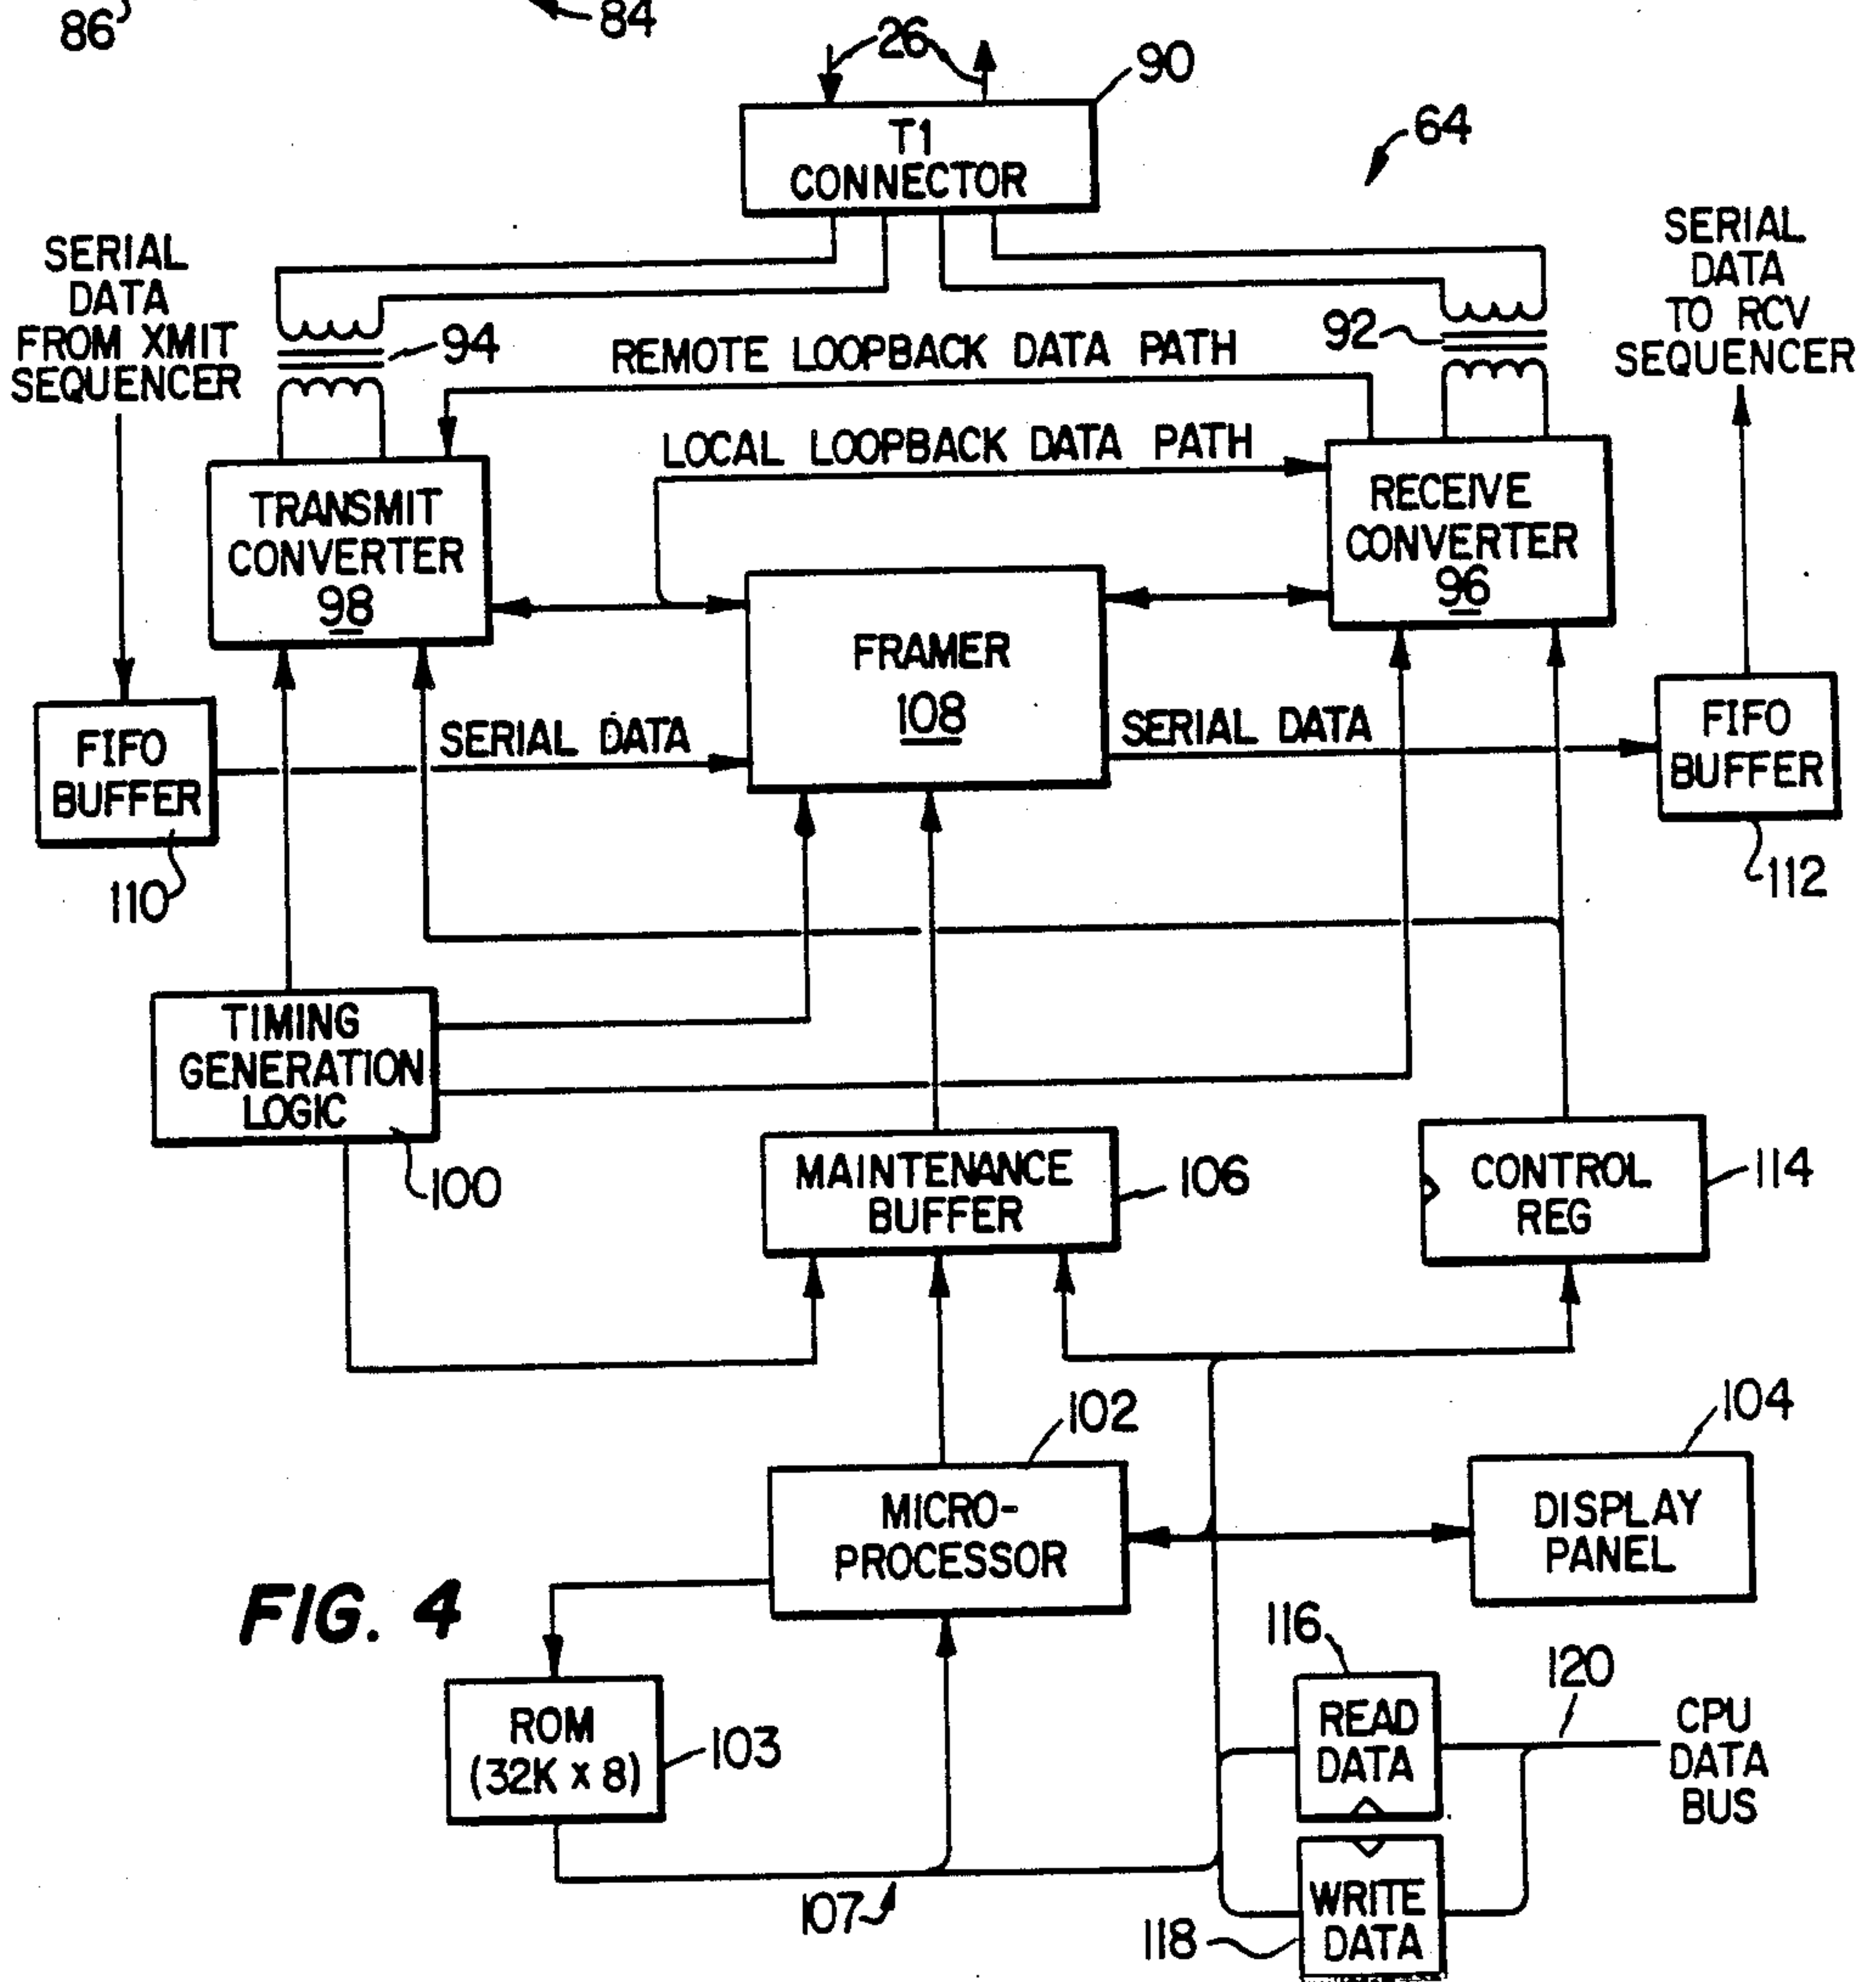 86
84
26
90
T1
CONNECTOR
64
SERIAL
DATA
FROM XMIT
SEQUENCER
94
REMOTE LOOPBACK DATA PATH
92
SERIAL
DATA
TO RCV
SEQUENCER
LOCAL LOOPBACK DATA PATH
TRANSMIT
CONVERTER
98
RECEIVE
CONVERTER
96
FRAMER
108
FIFO
BUFFER
110
SERIAL DATA
SERIAL DATA
FIFO
BUFFER
112
TIMING
GENERATION
LOGIC
100
MAINTENANCE
BUFFER
106
CONTROL
REG
114
102
MICRO-
PROCESSOR
104
DISPLAY
PANEL
FIG. 4
ROM
(32K X 8)
103
107
116
READ
DATA
120
CPU
DATA
BUS
118
WRITE
DATA